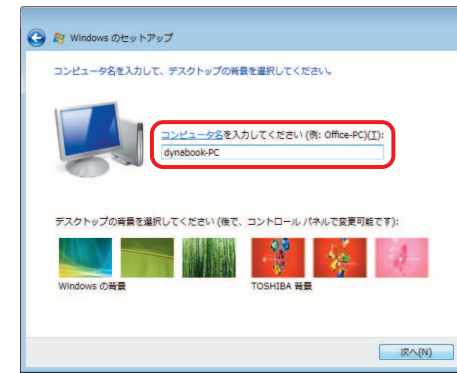 Windows のセットアップ
コンピュータ名を入力して、デスクトップの背景を選択してください。
コンピュータ名を入力してください (例: Office-PC)(T):
dynabook-PC
デスクトップの背景を選択してください (後で、コントロール パネルで変更可能です):
Windows の背景
TOSHIBA 背景
次へ(N)